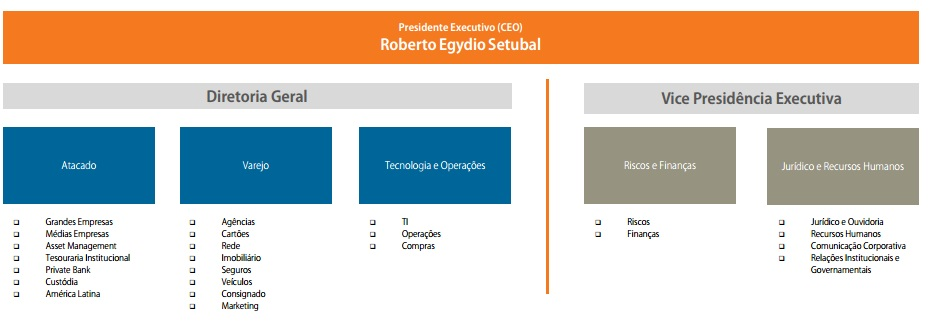 Presidente Executivo (CEO)
Roberto Egydio Setubal
Diretoria Geral
Atacado
Grandes Empresas
Médias Empresas
Asset Management
Tesouraria Institucional
Private Bank
Custódia
América Latina
Varejo
Agências
Cartões
Rede
Imobiliário
Seguros
Veículos
Consignado
Marketing
Tecnologia e Operações
TI
Operações
Compras
Vice Presidência Executiva
Riscos e Finanças
Riscos
Finanças
Jurídico e Recursos Humanos
Jurídico e Ouvidoria
Recursos Humanos
Comunicação Corporativa
Relações Institucionais e
Governamentais